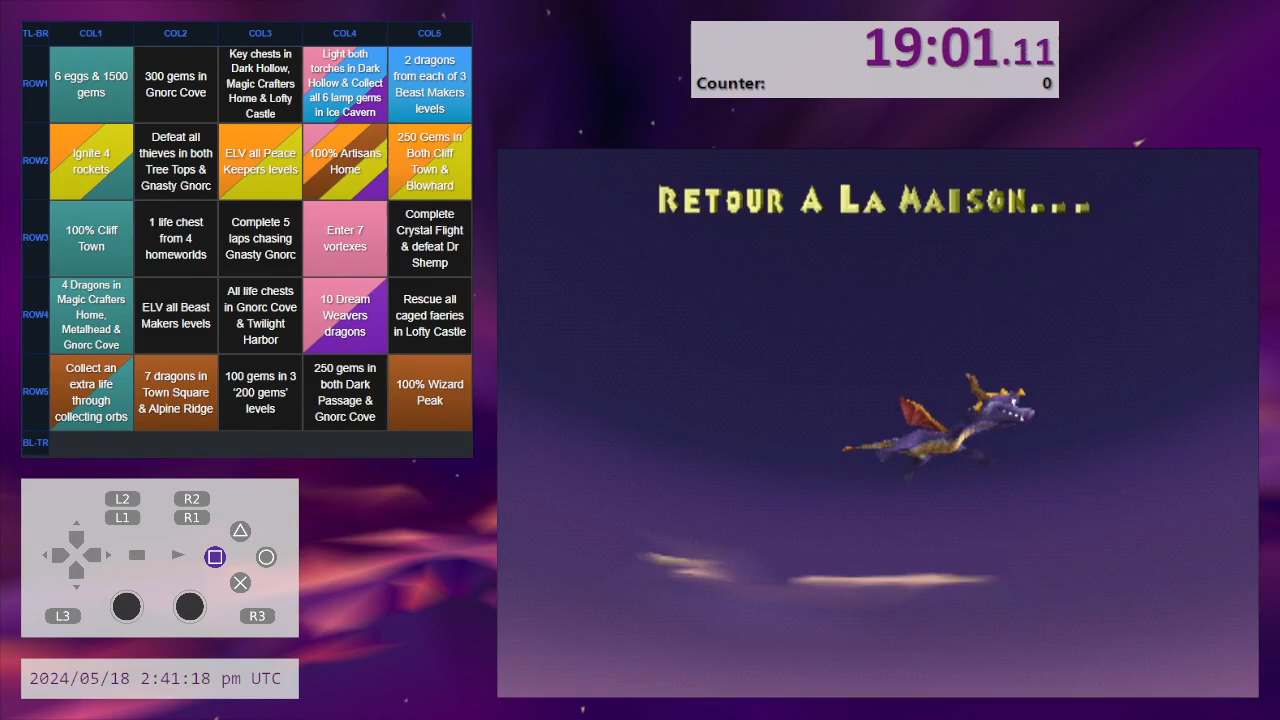 TL-BR COL1 COL2 COL3 COL4 COL5
ROW1
6 eggs & 1500
gems
300 gems in
Gnorc Cove
Key chests in
Dark Hollow,
Magic Crafters
Home & Lofty
Castle
Light both
torches in Dark
Hollow & Collect
all 6 lamp gems
in Ice Cavern
2 dragons
from each of 3
Beast Makers
levels
ROW2
Ignite 4
rockets
Defeat all
thieves in both
Tree Tops &
Gnasty Gnorc
ELV all Peace
Keepers levels
100% Artisans
Home
250 Gems in
Both Cliff
Town &
Blowhard
ROW3
100% Cliff
Town
1 life chest
from 4
homeworlds
Complete 5
laps chasing
Gnasty Gnorc
Enter 7
vortexes
Complete
Crystal Flight
& defeat Dr
Shemp
ROW4
4 Dragons in
Magic Crafters
Home,
Metalhead &
Gnorc Cove
ELV all Beast
Makers levels
All life chests
in Gnorc Cove
& Twilight
Harbor
10 Dream
Weavers
dragons
Rescue all
caged faeries
in Lofty Castle
ROW5
Collect an
extra life
through
collecting orbs
7 dragons in
Town Square
& Alpine Ridge
100 gems in 3
‘200 gems’
levels
250 gems in
both Dark
Passage &
Gnorc Cove
100% Wizard
Peak
BL-TR
19:01.11
Counter: 0
RETOUR A LA MAISON...
L2 R2
L1 R1
L3 R3
2024/05/18 2:41:18 pm UTC